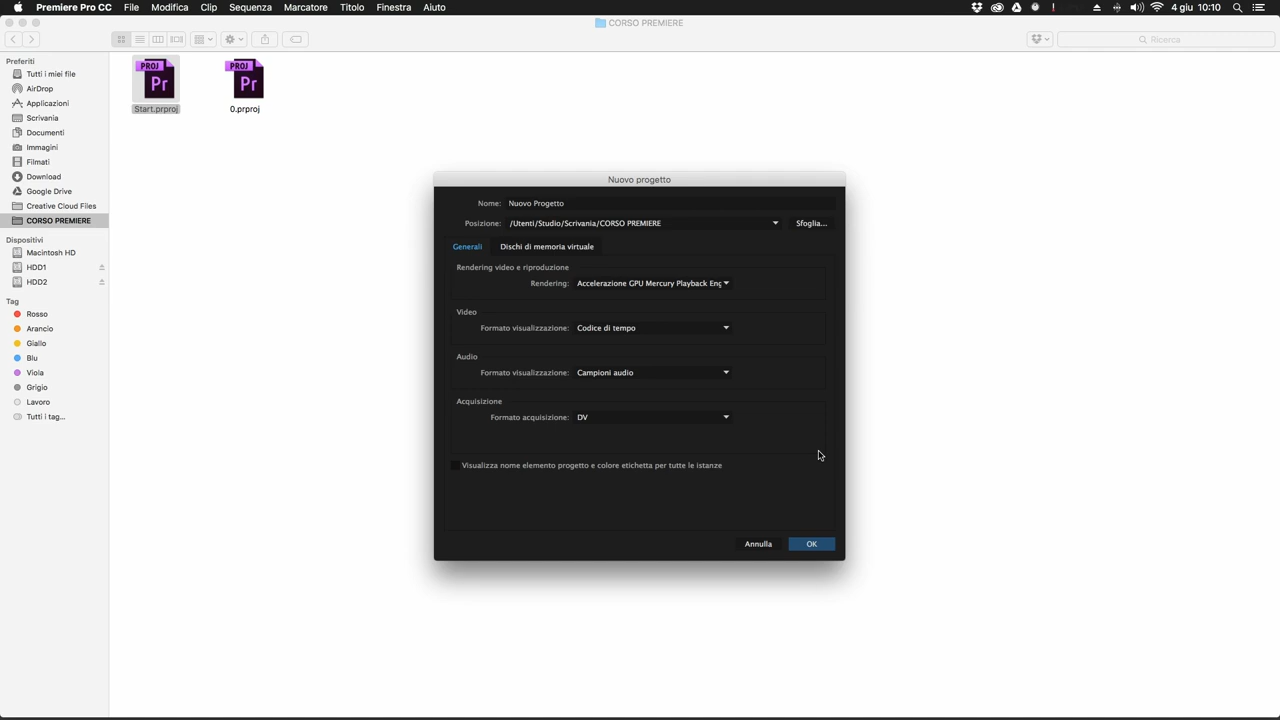 Premiere Pro CC File Modifica Clip Sequenza Marcatore Titolo Finestra Aiuto 4 giu 10:10
CORSO PREMIERE
Ricerca
Preferiti
Tutti i miei file
AirDrop
Applicazioni
Scrivania
Documenti
Immagini
Filmati
Download
Google Drive
Creative Cloud Files
CORSO PREMIERE
Dispositivi
Macintosh HD
HDD1
HDD2
Tag
Rosso
Arancio
Giallo
Blu
Viola
Grigio
Lavoro
Tutti i tag...
PROJ PROJ
Pr Pr
Start.prproj 0.prproj
Nuovo progetto
Nome: Nuovo Progetto
Posizione: /Utenti/Studio/Scrivania/CORSO PREMIERE Sfoglia...
Generali Dischi di memoria virtuale
Rendering video e riproduzione
Rendering: Accelerazione GPU Mercury Playback Eng
Video
Formato visualizzazione: Codice di tempo
Audio
Formato visualizzazione: Campioni audio
Acquisizione
Formato acquisizione: DV
Visualizza nome elemento progetto e colore etichetta per tutte le istanze
Annulla OK